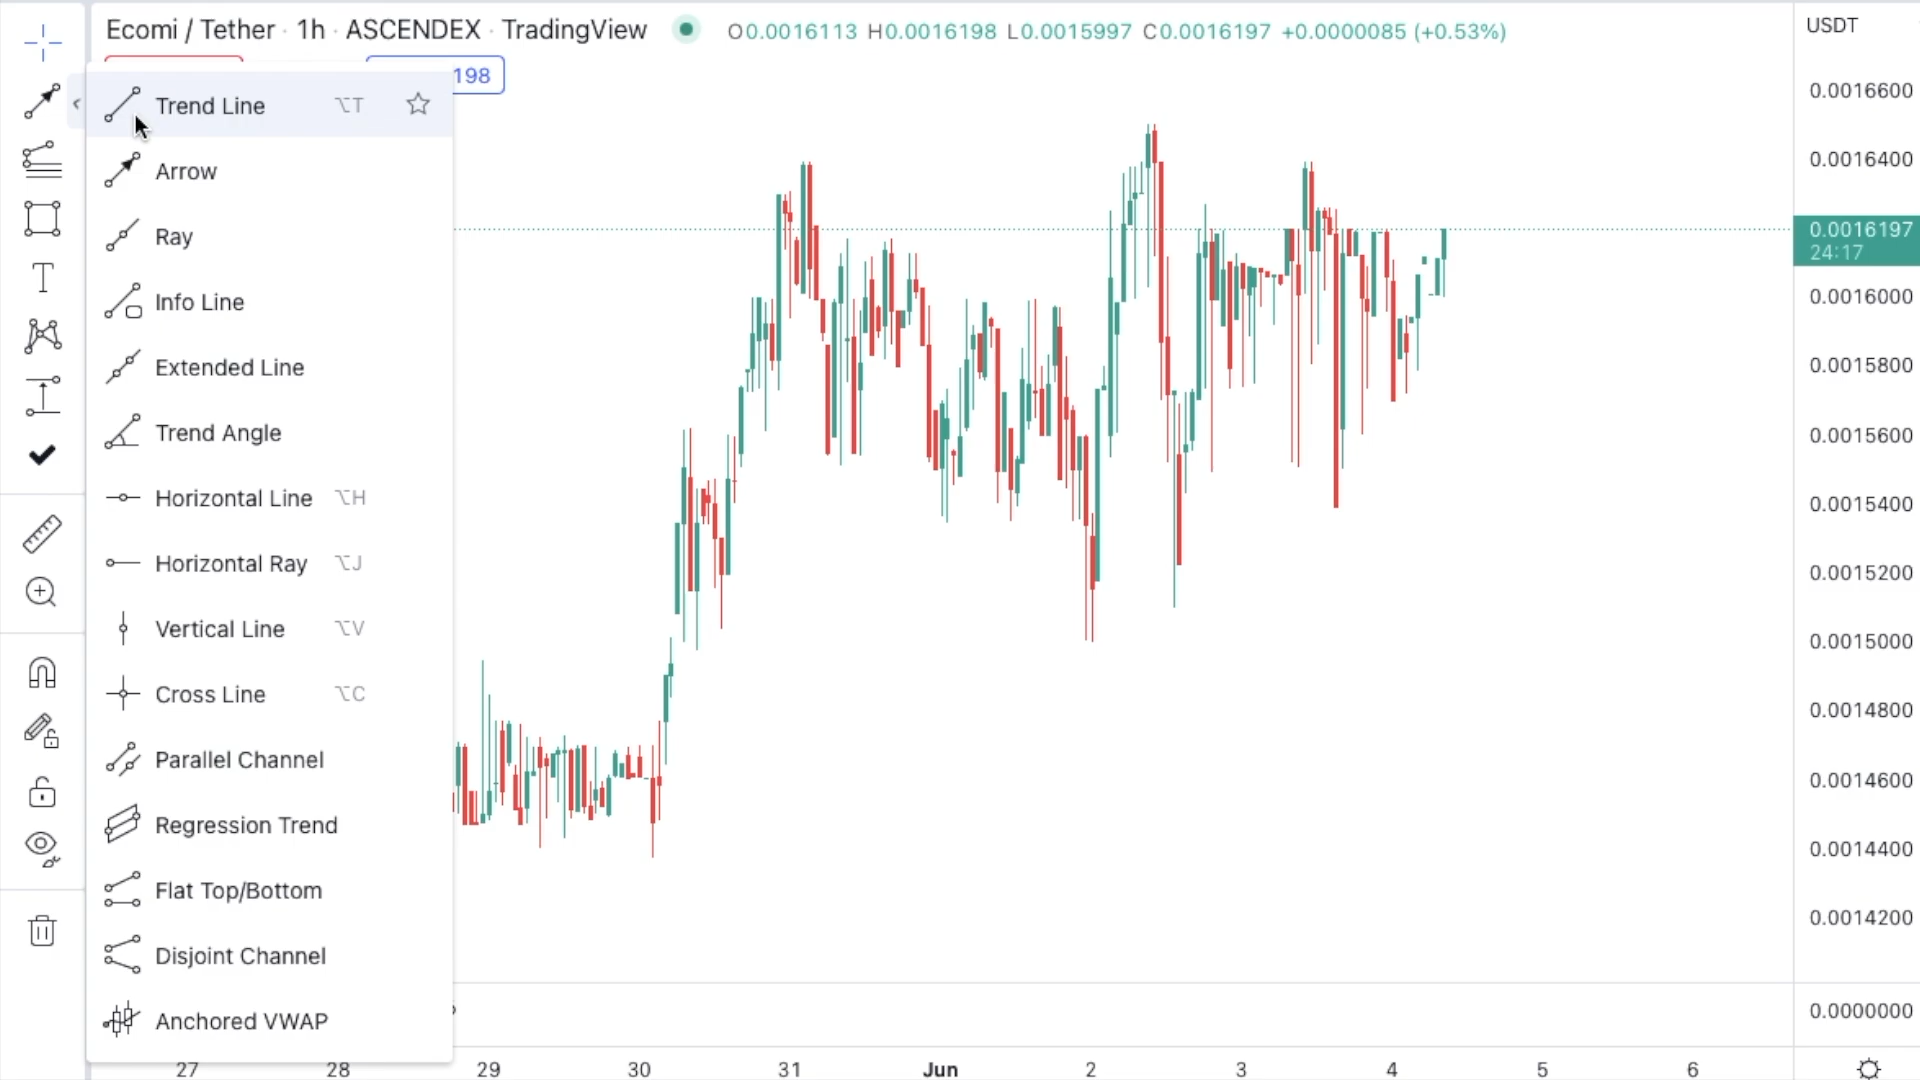 Ecomi / Tether · 1h · ASCENDEX · TradingView
O0.0016113 H0.0016198 L0.0015997 C0.0016197 +0.0000085 (+0.53%)
USDT
198
Trend Line ⌥T
Arrow
Ray
Info Line
Extended Line
Trend Angle
Horizontal Line ⌥H
Horizontal Ray ⌥J
Vertical Line ⌥V
Cross Line ⌥C
Parallel Channel
Regression Trend
Flat Top/Bottom
Disjoint Channel
Anchored VWAP
T
0.0016600
0.0016400
0.0016197
24:17
0.0016000
0.0015800
0.0015600
0.0015400
0.0015200
0.0015000
0.0014800
0.0014600
0.0014400
0.0014200
0.0000000
27 28 29 30 31 Jun 2 3 4 5 6